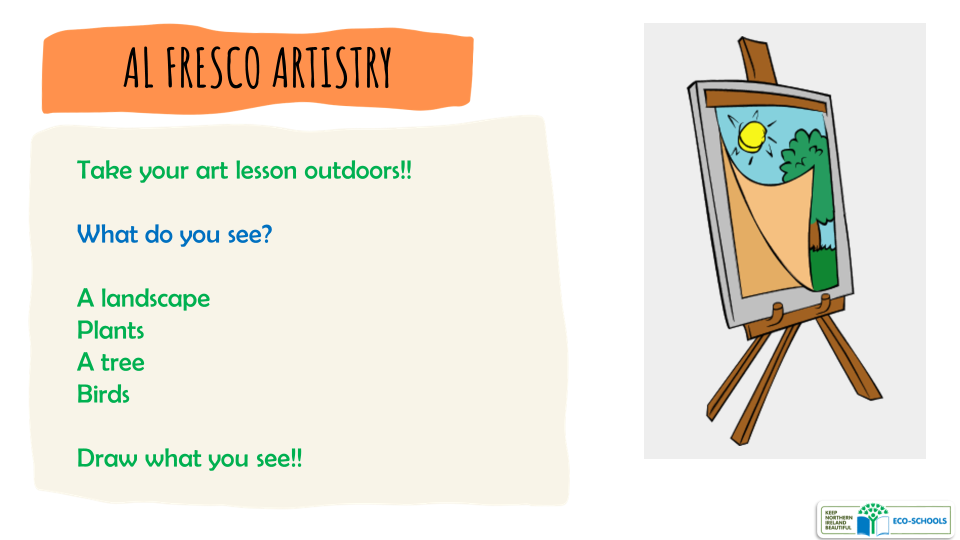 AL FRESCO ARTISTRY
Take your art lesson outdoors!!
What do you see?
A landscape
Plants
A tree
Birds
Draw what you see!!
KEEP
NORTHERN
IRELAND
BEAUTIFUL
ECO-SCHOOLS